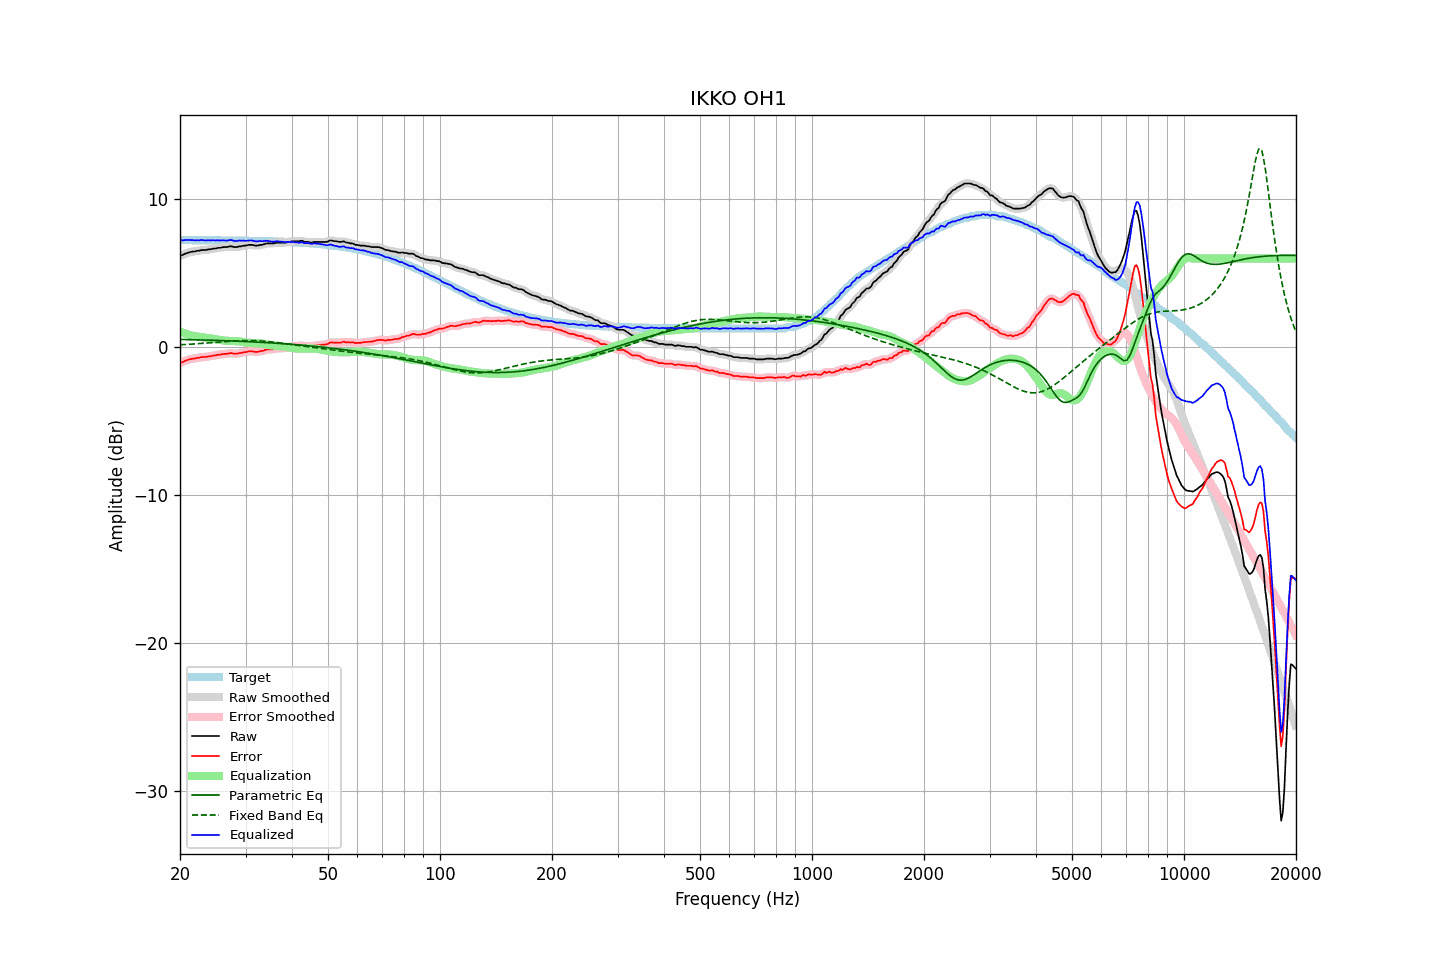 IKKO OH1
Amplitude (dBr)
10
0
−10
−20
−30
Target
Raw Smoothed
Error Smoothed
Raw
Error
Equalization
Parametric Eq
Fixed Band Eq
Equalized
20 50 100 200 500 1000 2000 5000 10000 20000
Frequency (Hz)